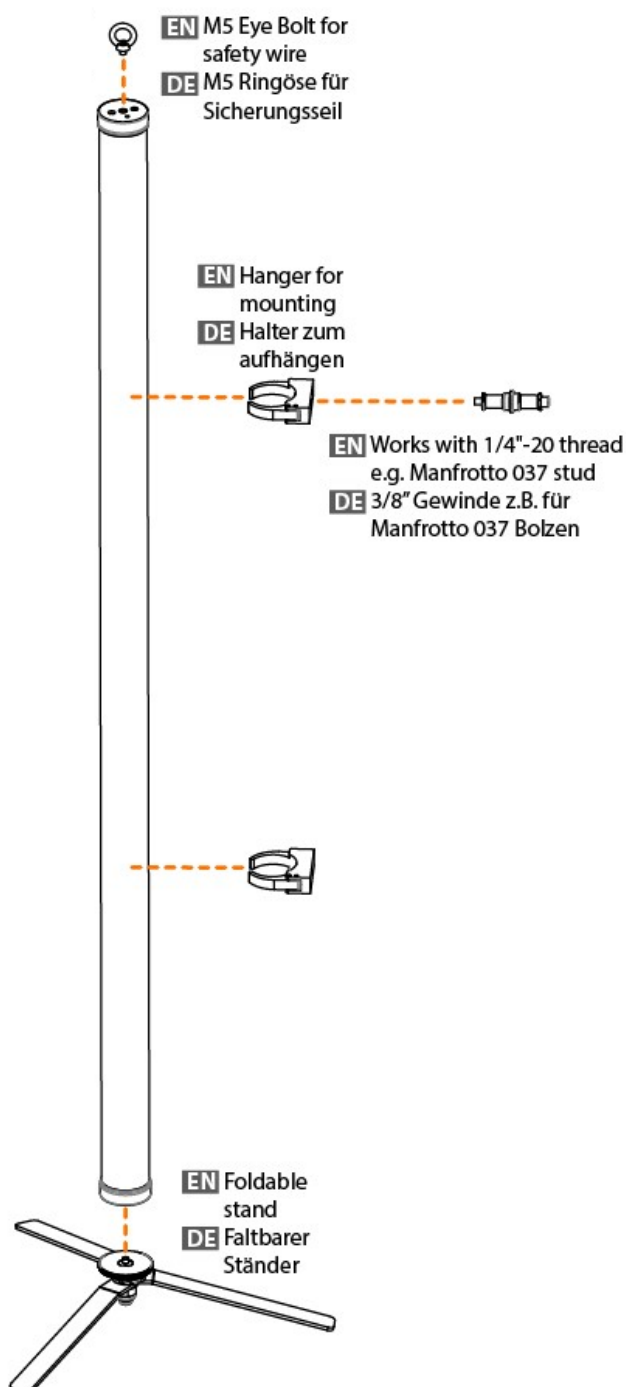 EN M5 Eye Bolt for
safety wire
DE M5 Ringöse für
Sicherungsseil
EN Hanger for
mounting
DE Halter zum
aufhängen
EN Works with 1/4"-20 thread
e.g. Manfrotto 037 stud
DE 3/8" Gewinde z.B. für
Manfrotto 037 Bolzen
EN Foldable
stand
DE Faltbarer
Ständer